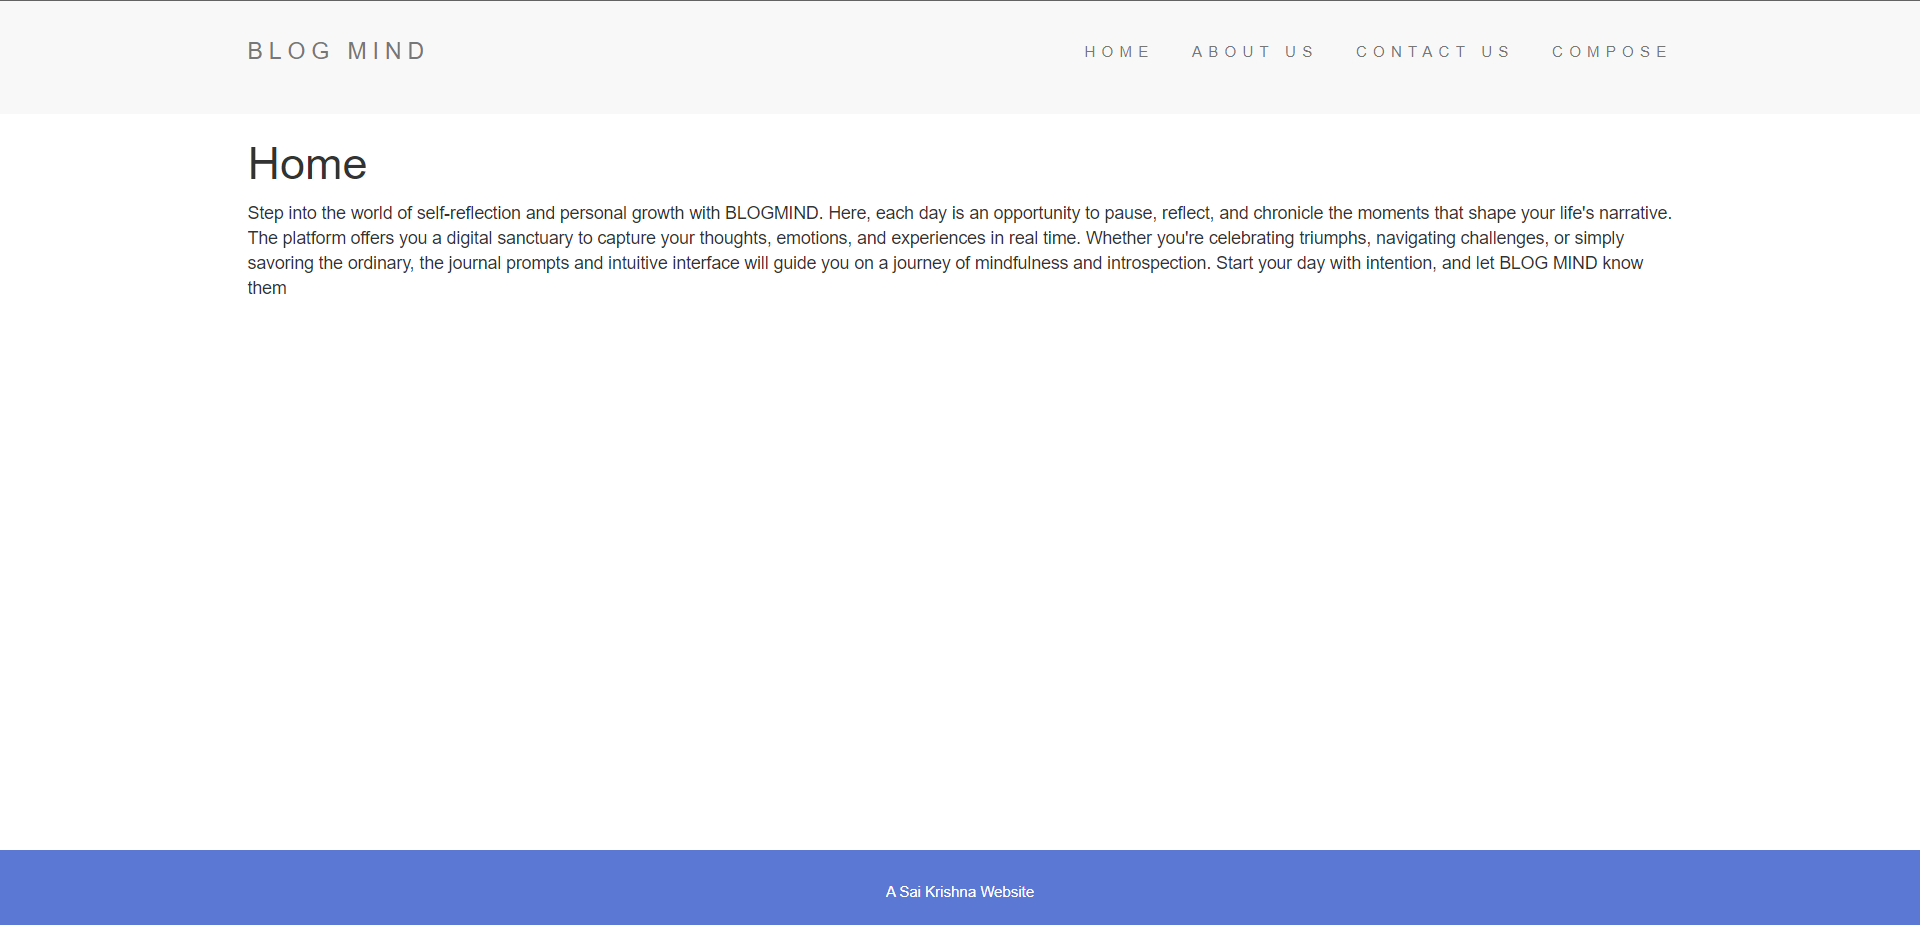 BLOG MIND
HOME ABOUT US CONTACT US COMPOSE
Home
Step into the world of self-reflection and personal growth with BLOGMIND. Here, each day is an opportunity to pause, reflect, and chronicle the moments that shape your life's narrative.
The platform offers you a digital sanctuary to capture your thoughts, emotions, and experiences in real time. Whether you're celebrating triumphs, navigating challenges, or simply
savoring the ordinary, the journal prompts and intuitive interface will guide you on a journey of mindfulness and introspection. Start your day with intention, and let BLOG MIND know
them
A Sai Krishna Website